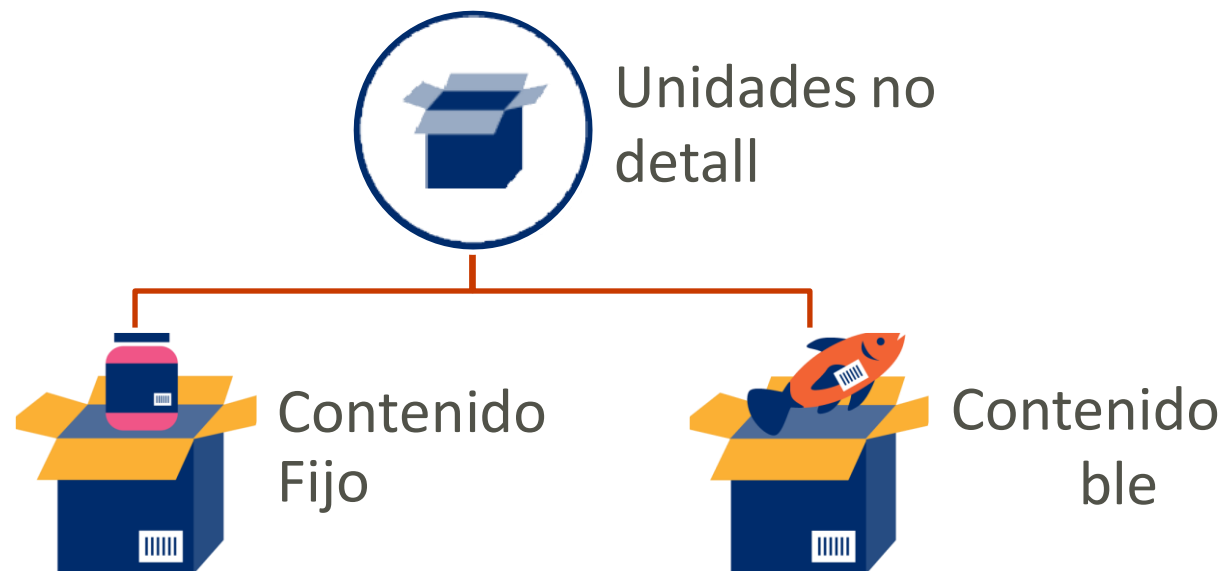 Unidades no
detall
Contenido
Fijo
Contenido
ble